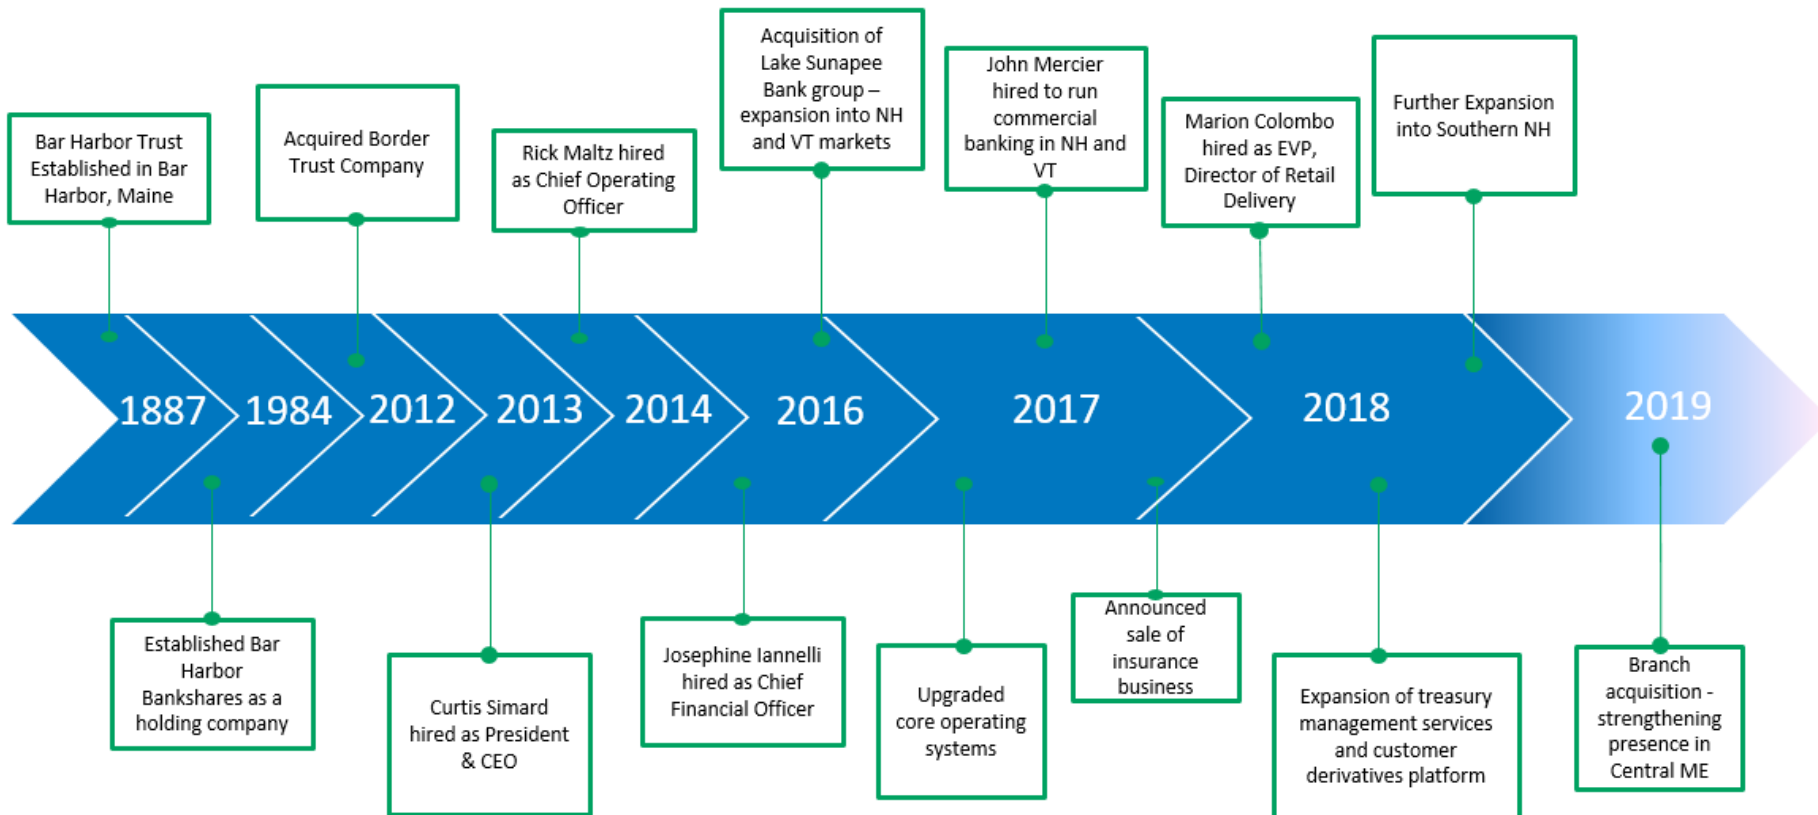 Bar Harbor Trust
Established in Bar
Harbor, Maine
Acquired Border
Trust Company
Rick Maltz hired
as Chief Operating
Officer
Acquisition of
Lake Sunapee
Bank group –
expansion into NH
and VT markets
John Mercier
hired to run
commercial
banking in NH and
VT
Marion Colombo
hired as EVP,
Director of Retail
Delivery
Further Expansion
into Southern NH
1887
1984
2012
2013
2014
2016
2017
2018
2019
Established Bar
Harbor
Bankshares as a
holding company
Curtis Simard
hired as President
& CEO
Josephine Iannelli
hired as Chief
Financial Officer
Upgraded
core operating
systems
Announced
sale of
insurance
business
Expansion of treasury
management services
and customer
derivatives platform
Branch
acquisition -
strengthening
presence in
Central ME